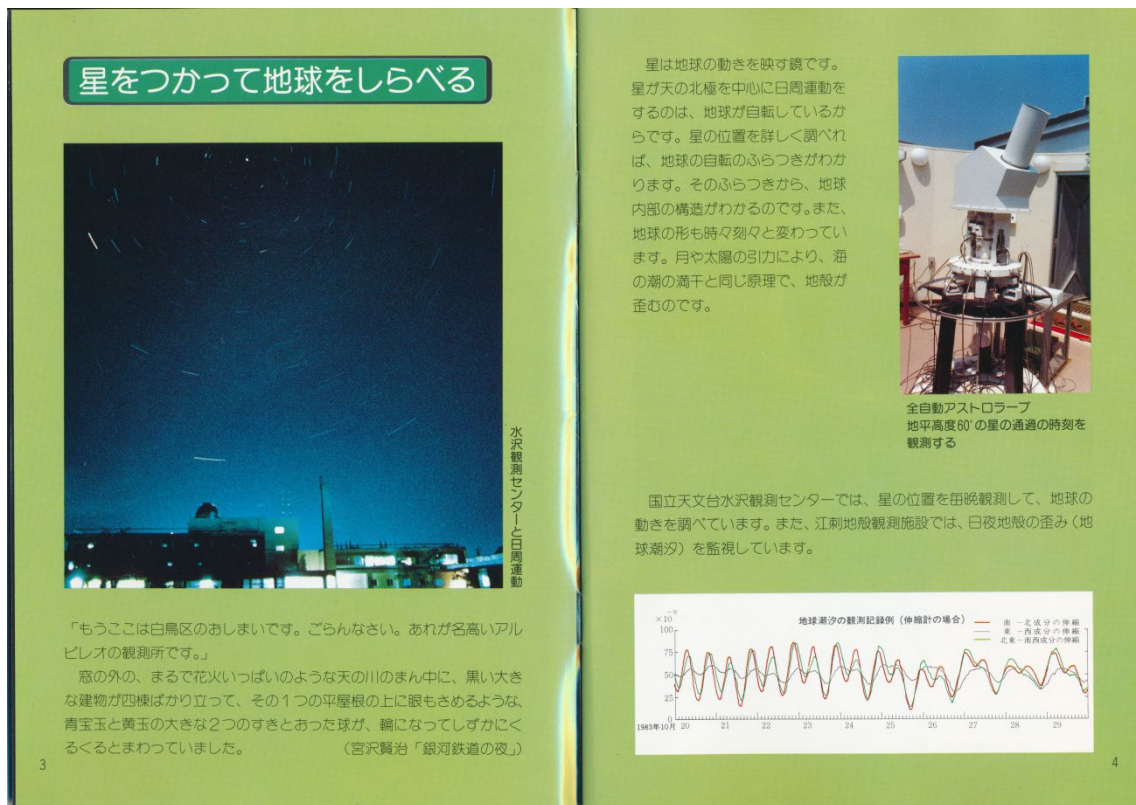 星をつかって地球をしらべる
水沢観測センターと日周運動
「もうここは白鳥区のおしまいです。ごらんなさい。あれが名高いアル
ビレオの観測所です。」
窓の外の、まるで花火いっぱいのような天の川のまん中に、黒い大き
な建物が四棟ばかり立って、その1つの平屋根の上に眼もさめるような、
青宝玉と黄玉の大きな2つのすきとおった球が、輪になってしずかにく
るくるとまわっていました。
(宮沢賢治「銀河鉄道の夜」)
3
星は地球の動きを映す鏡です。
星が天の北極を中心に日周運動を
するのは、地球が自転しているか
らです。星の位置を詳しく調べれ
ば、地球の自転のふらつきがわか
ります。そのふらつきから、地球
内部の構造がわかるのです。また、
地球の形も時々刻々と変わってい
ます。月や太陽の引力により、海
の潮の満干と同じ原理で、地殻が
歪むのです。
全自動アストロラーブ
地平高度60°の星の通過の時刻を
観測する
国立天文台水沢観測センターでは、星の位置を毎晩観測して、地球の
動きを調べています。また、江刺地殻観測施設では、日夜地殻の歪み(地
球潮汐)を監視しています。
×10⁻⁹
地球潮汐の観測記録例(伸縮計の場合)
南-北成分の伸縮
東-西成分の伸縮
北東-南西成分の伸縮
100
75
50
25
0
1983年10月 20 21 22 23 24 25 26 27 28 29
4